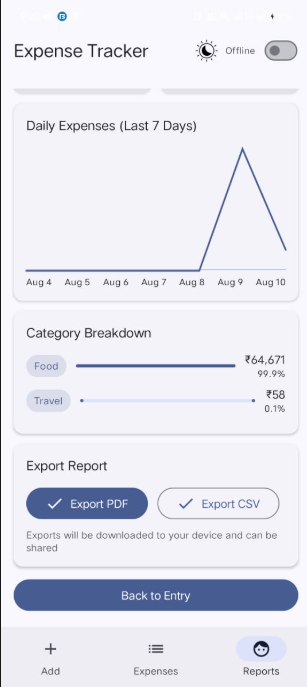 Expense Tracker
Offline
Daily Expenses (Last 7 Days)
Aug 4 Aug 5 Aug 6 Aug 7 Aug 8 Aug 9 Aug 10
Category Breakdown
Food ₹64,671
99.9%
Travel ₹58
0.1%
Export Report
Export PDF Export CSV
Exports will be downloaded to your device and can be
shared
Back to Entry
Add Expenses Reports